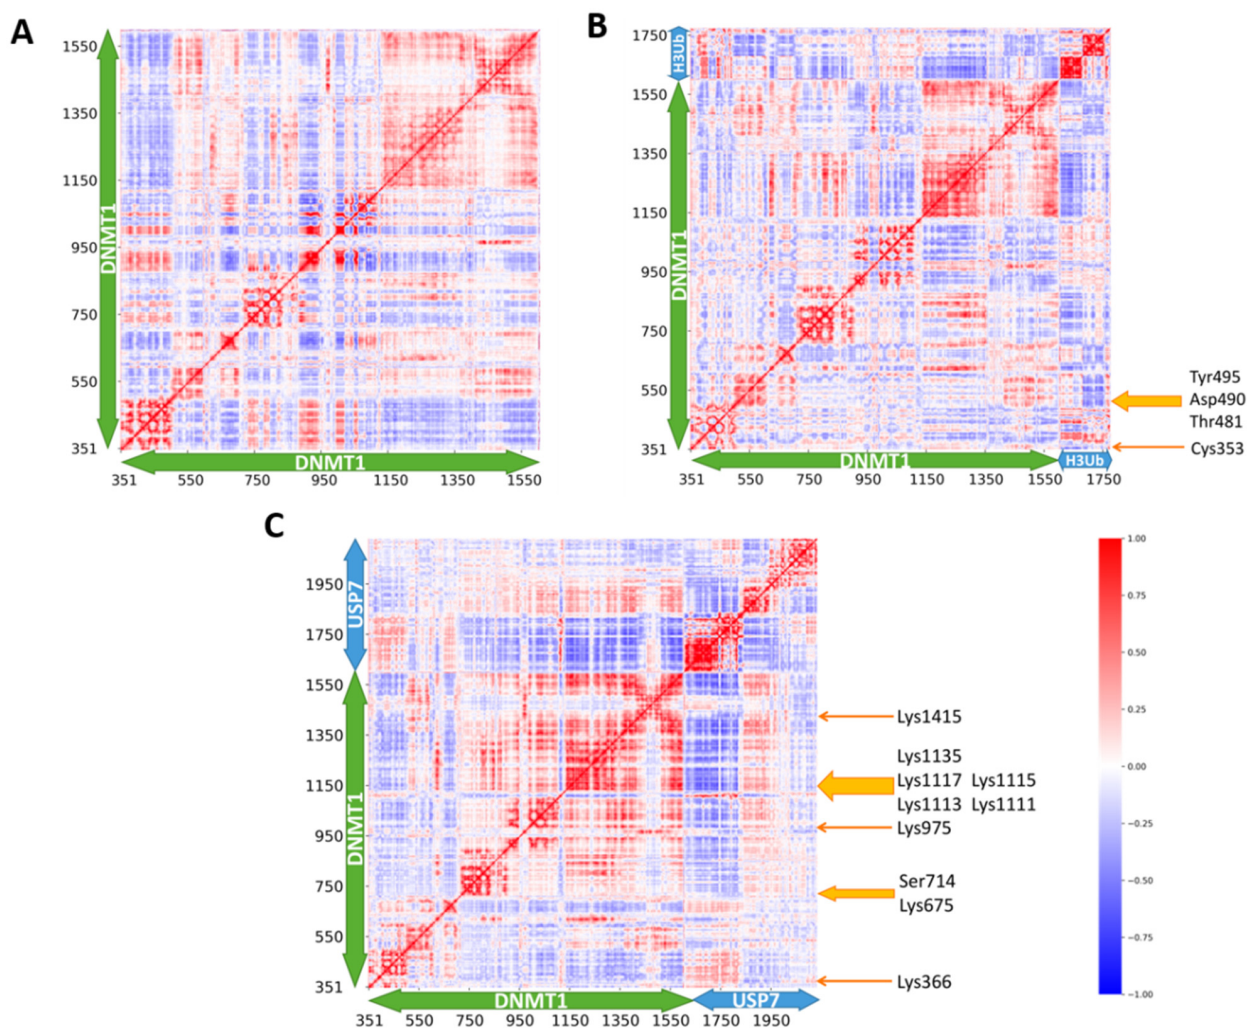 A
B
1550
1350
1150
950
750
550
351
DNMT1
DNMT1
351 550 750 950 1150 1350 1550
1750
1550
1350
1150
950
750
550
351
H3Ub
DNMT1
DNMT1
H3Ub
351 550 750 950 1150 1350 1550 1750
Tyr495
Asp490
Thr481
Cys353
C
1950
1750
1550
1350
1150
950
750
550
351
USP7
DNMT1
DNMT1
USP7
351 550 750 950 1150 1350 1550 1750 1950
Lys1415
Lys1135
Lys1117 Lys1115
Lys1113 Lys1111
Lys975
Ser714
Lys675
Lys366
1.00
0.75
0.50
0.25
0.00
−0.25
−0.50
−0.75
−1.00